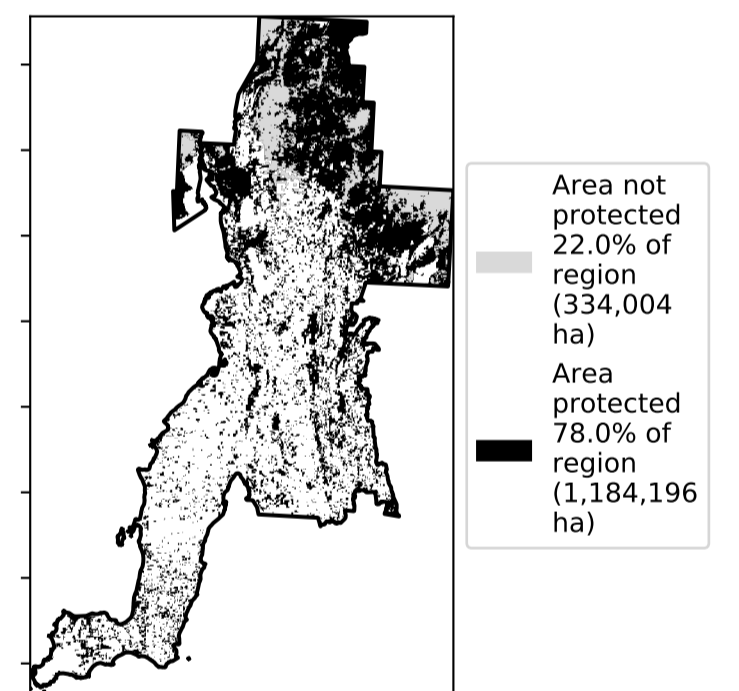 Area not
protected
22.0% of
region
(334,004
ha)
Area
protected
78.0% of
region
(1,184,196
ha)